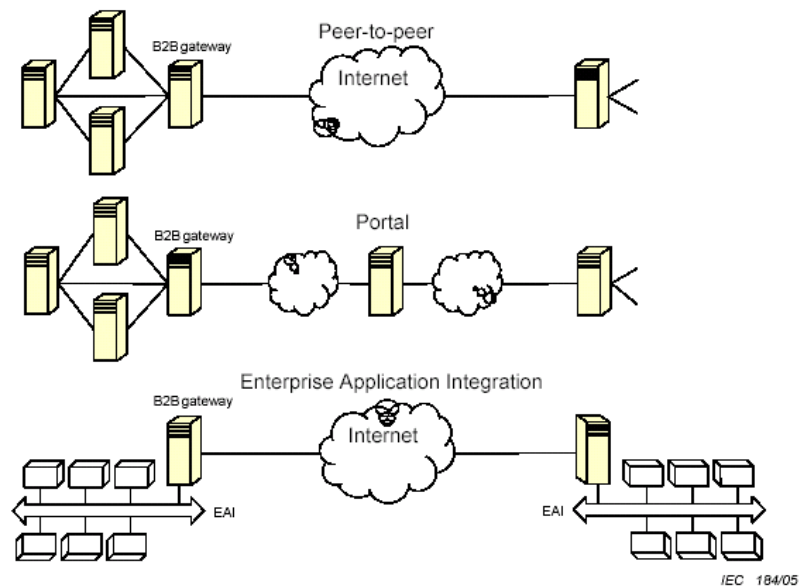 Peer-to-peer
B2B gateway
Internet
Portal
B2B gateway
Enterprise Application Integration
B2B gateway
Internet
EAI
EAI
IEC 184/05